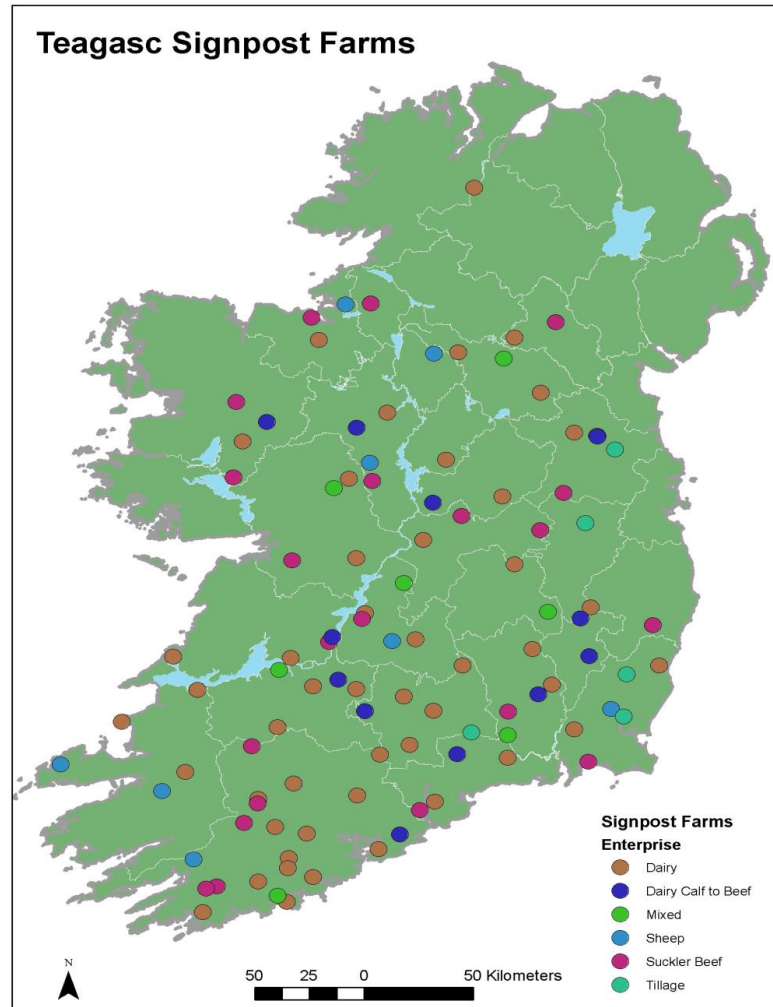 Teagasc Signpost Farms
Signpost Farms
Enterprise
Dairy
Dairy Calf to Beef
Mixed
Sheep
Suckler Beef
Tillage
N
50 25 0 50 Kilometers